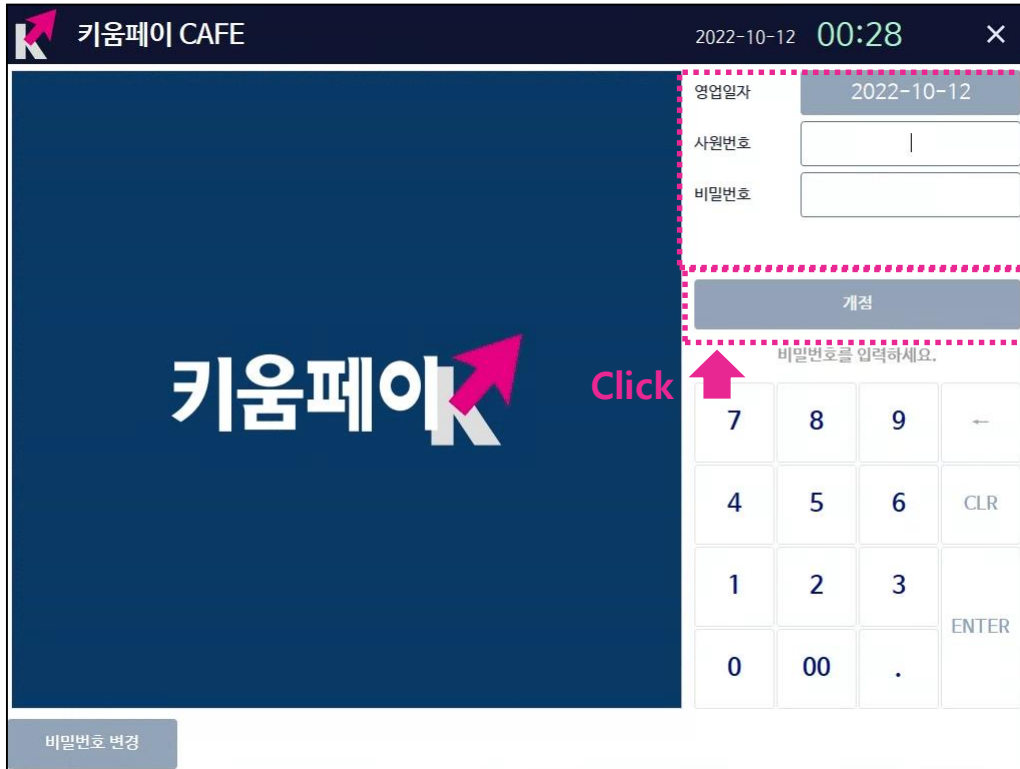 키움페이 CAFE
2022-10-12 00:28 ×
영업일자 2022-10-12
사원번호
비밀번호
개점
비밀번호를 입력하세요.
키움페이K
Click
7 8 9 ←
4 5 6 CLR
1 2 3
ENTER
0 00 .
비밀번호 변경